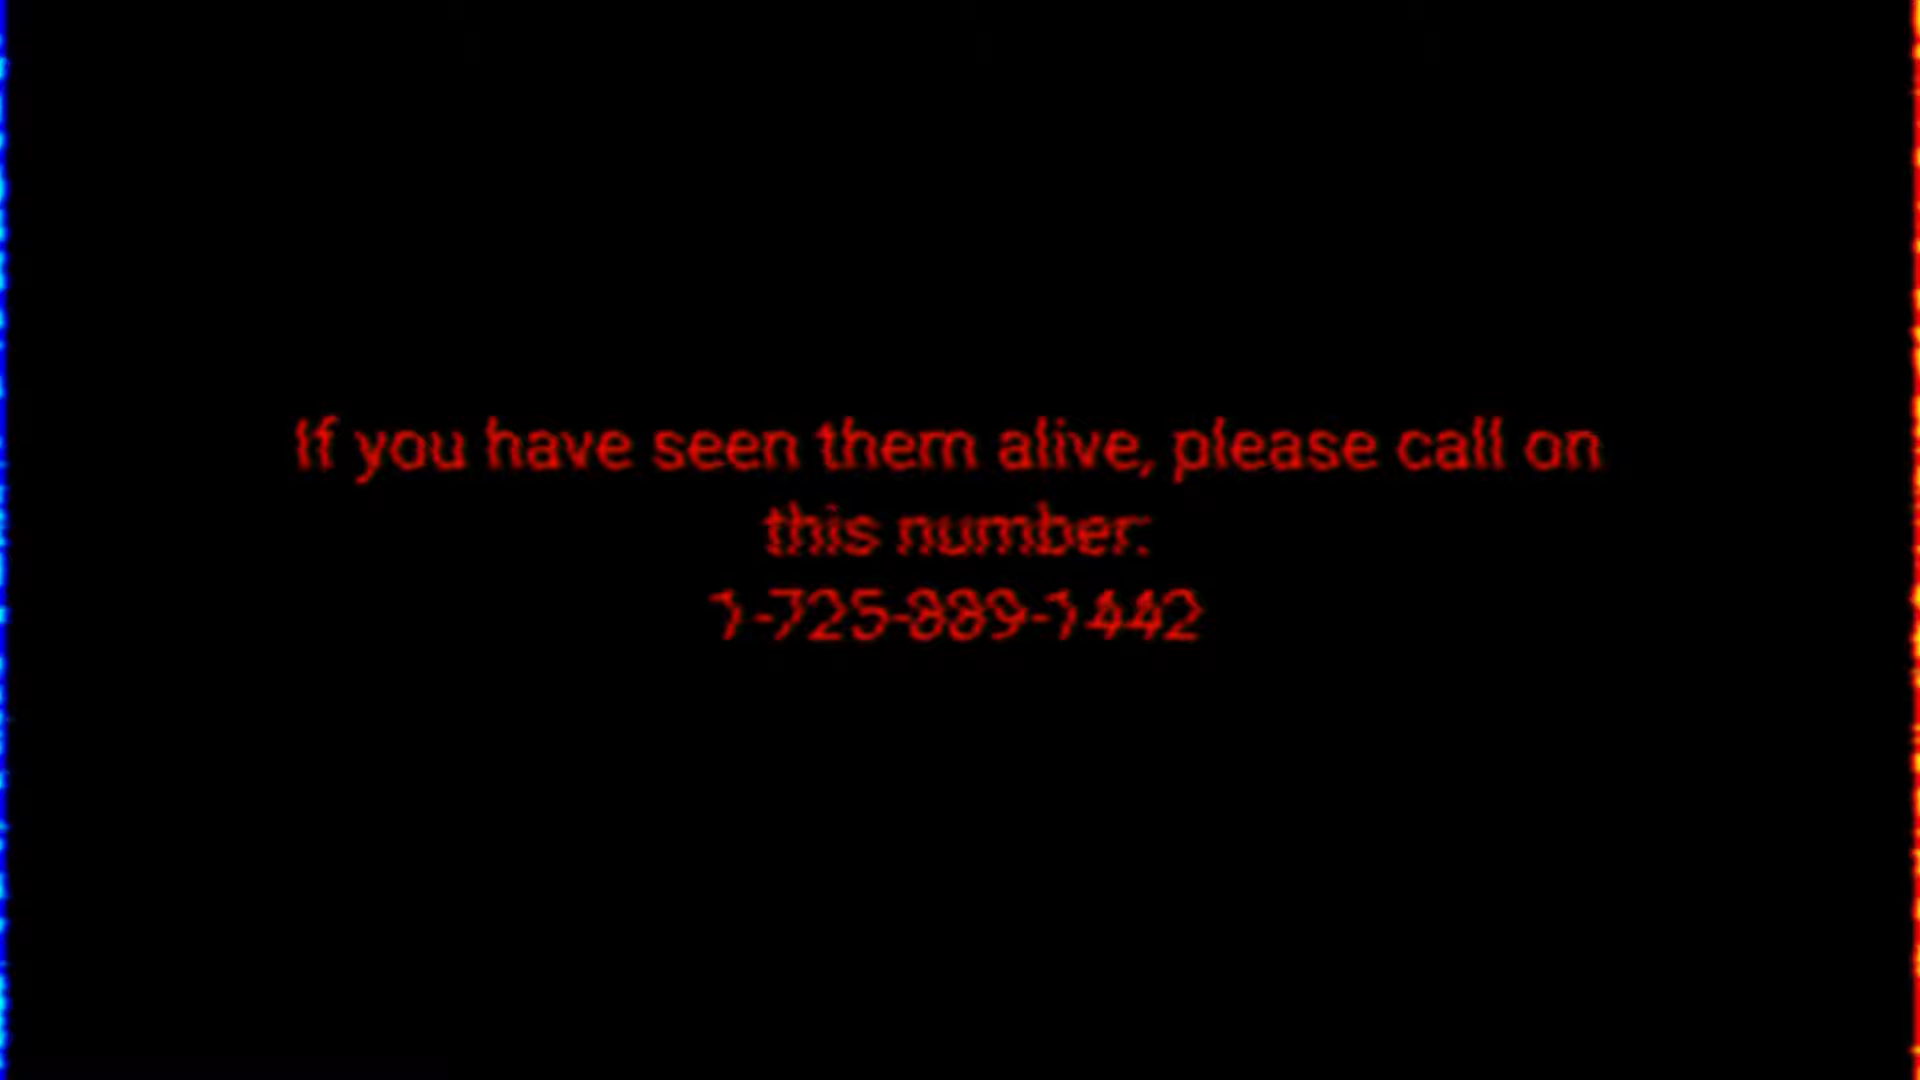 If you have seen them alive, please call on
this number:
1-725-889-1442